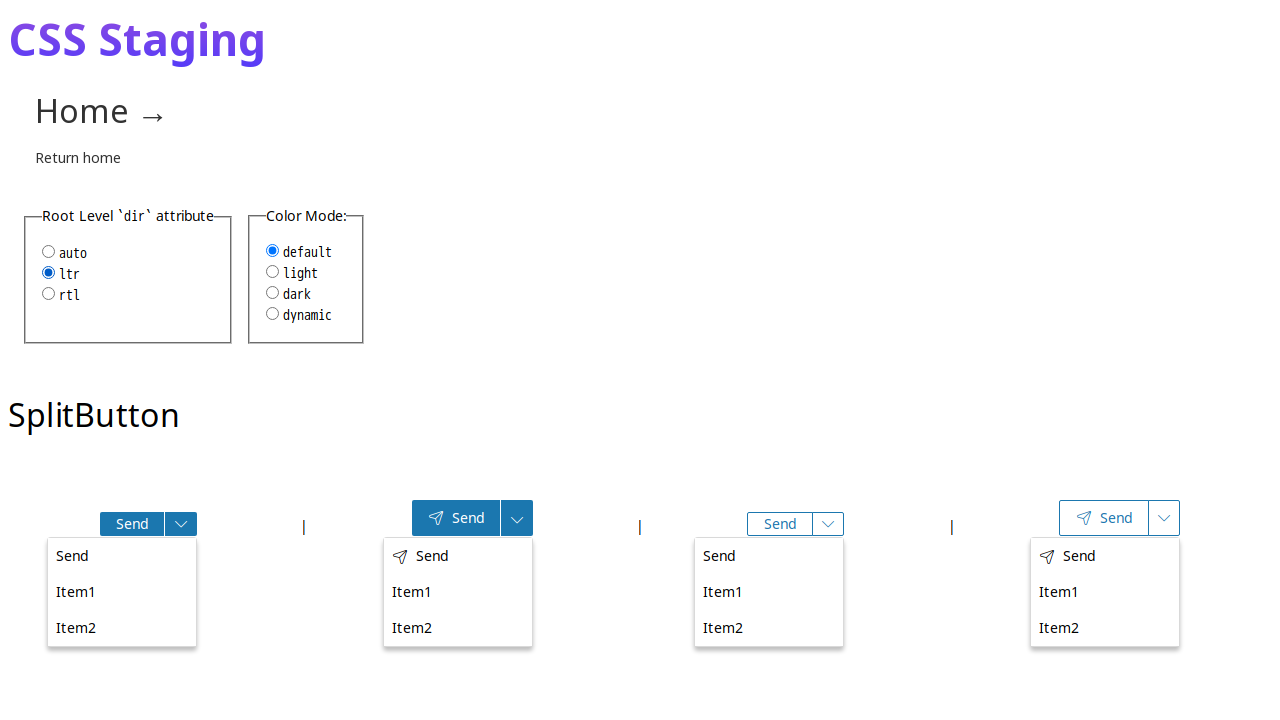 CSS Staging
Home →
Return home
Root Level `dir` attribute
auto
ltr
rtl
Color Mode:
default
light
dark
dynamic
SplitButton
Send
Send
Item1
Item2
|
Send
Send
Item1
Item2
|
Send
Send
Item1
Item2
|
Send
Send
Item1
Item2